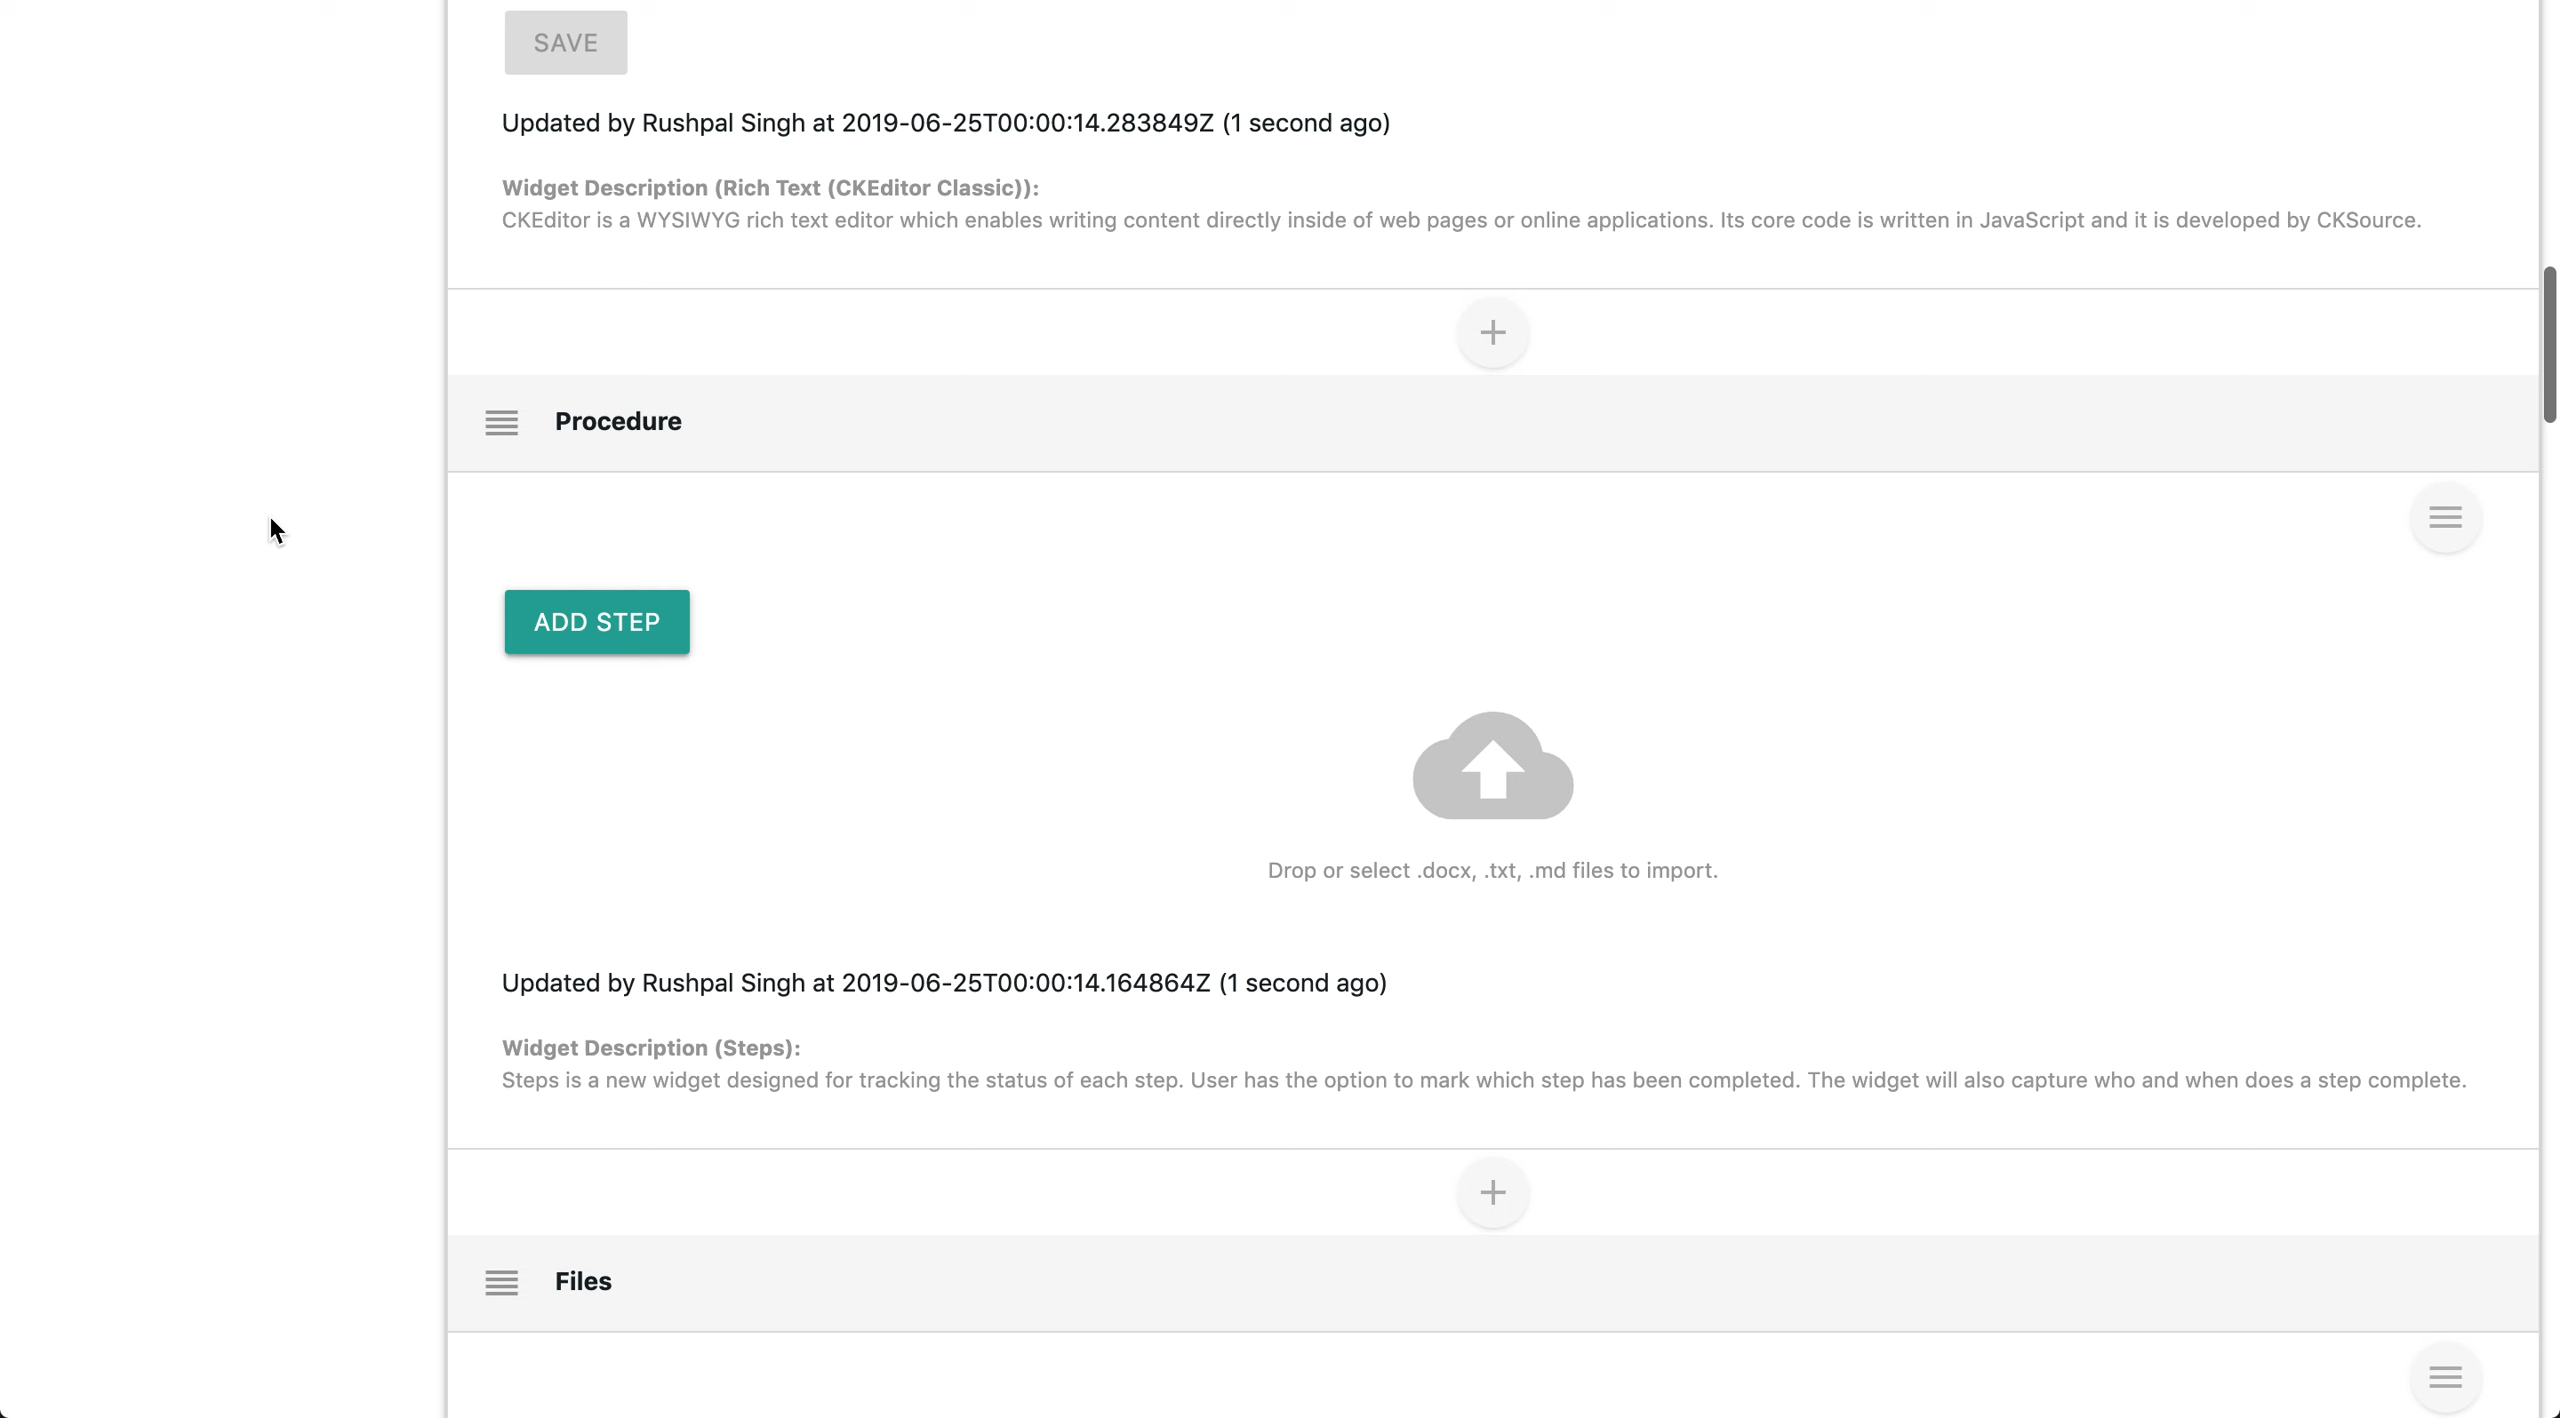 SAVE
Updated by Rushpal Singh at 2019-06-25T00:00:14.283849Z (1 second ago)
Widget Description (Rich Text (CKEditor Classic)):
CKEditor is a WYSIWYG rich text editor which enables writing content directly inside of web pages or online applications. Its core code is written in JavaScript and it is developed by CKSource.
Procedure
ADD STEP
Drop or select .docx, .txt, .md files to import.
Updated by Rushpal Singh at 2019-06-25T00:00:14.164864Z (1 second ago)
Widget Description (Steps):
Steps is a new widget designed for tracking the status of each step. User has the option to mark which step has been completed. The widget will also capture who and when does a step complete.
Files